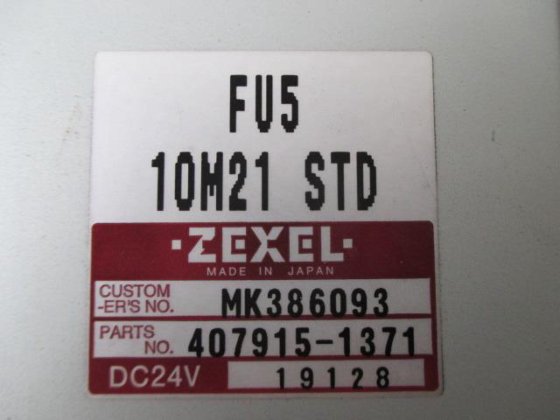 FU5
10M21 STD
·ZEXEL·
MADE IN JAPAN
CUSTOM
-ER'S NO. MK386093
PARTS
NO. 407915-1371
DC24V 19128